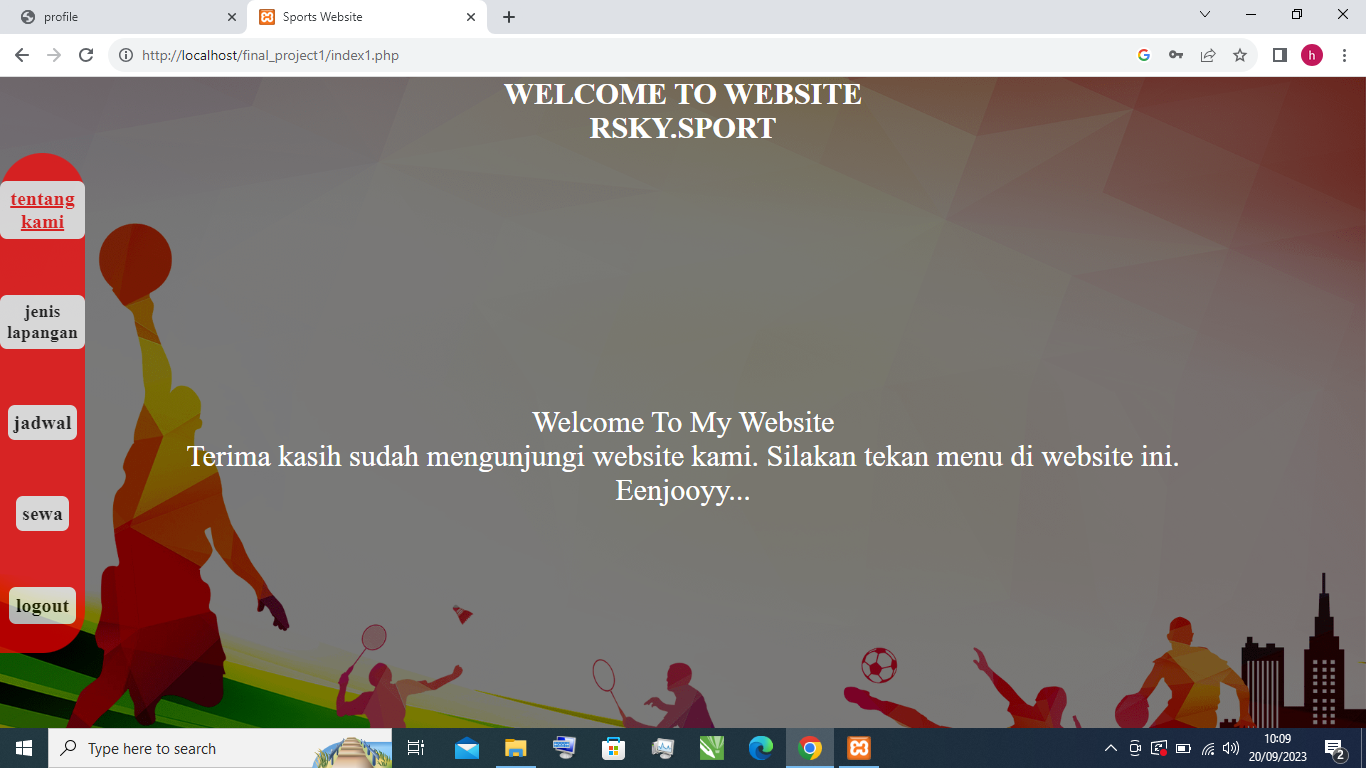 profile
Sports Website
http://localhost/final_project1/index1.php
h
WELCOME TO WEBSITE
RSKY.SPORT
tentang
kami
jenis
lapangan
jadwal
sewa
logout
Welcome To My Website
Terima kasih sudah mengunjungi website kami. Silakan tekan menu di website ini.
Eenjooyy...
Type here to search
10:09
20/09/2023
2